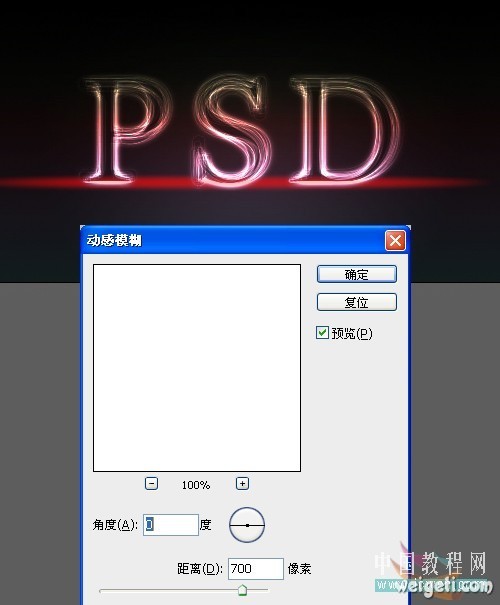 PSD
动感模糊
确定
复位
预览(P)
100%
角度(A): 0 度
距离(D): 700 像素
中国教程网
weigeti.com